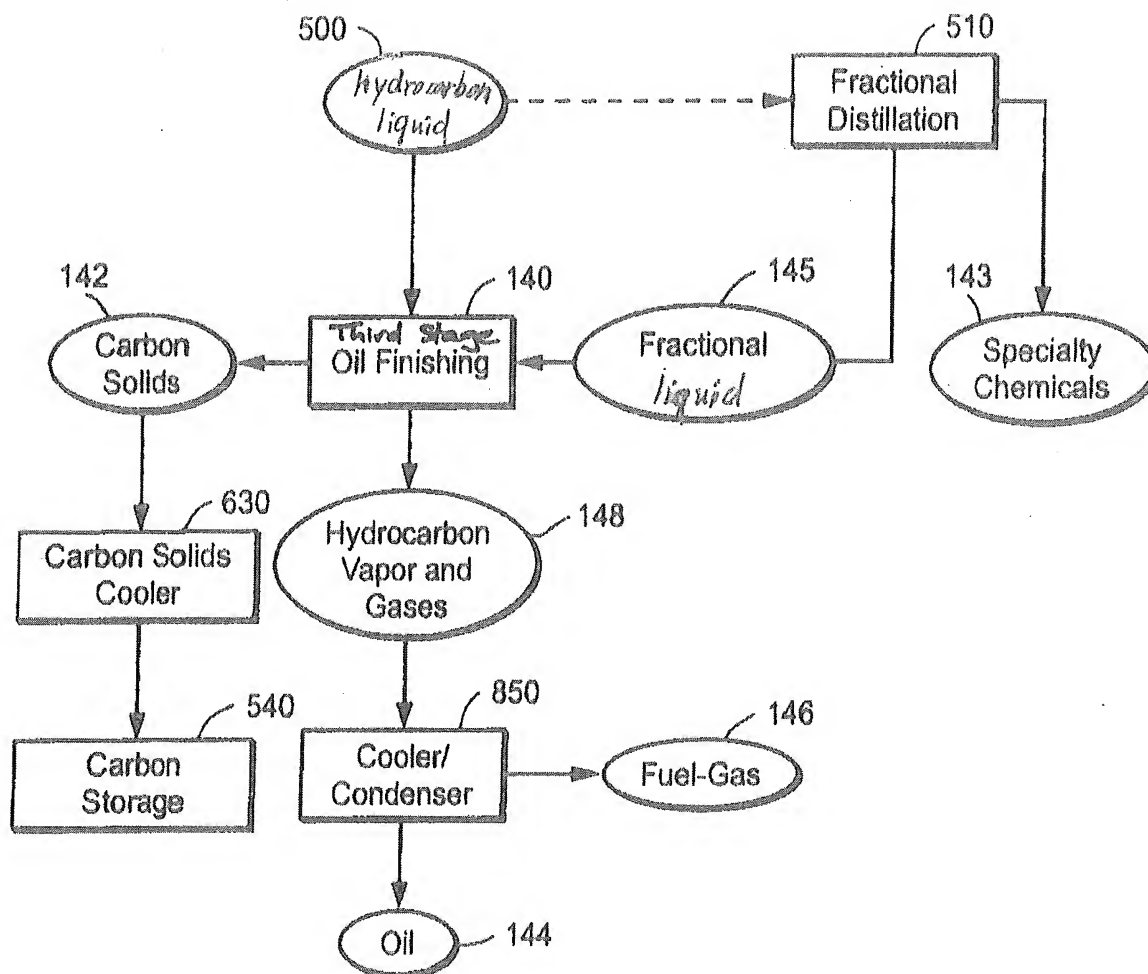 500
hydrocarbon
liquid
510
Fractional
Distillation
142
Carbon
Solids
140
Third Stage
Oil Finishing
145
Fractional
liquid
143
Specialty
Chemicals
630
Carbon Solids
Cooler
148
Hydrocarbon
Vapor and
Gases
540
Carbon
Storage
850
Cooler/
Condenser
146
Fuel-Gas
Oil
144